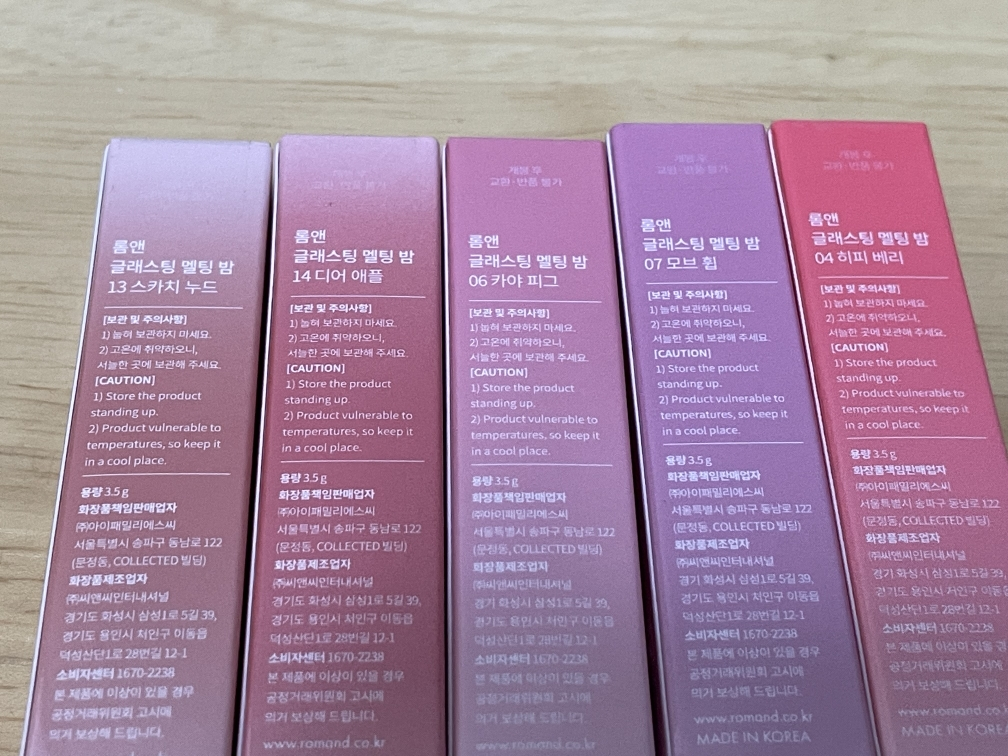 롬앤
글래스팅 멜팅 밤
13 스카치 누드
[보관 및 주의사항]
1) 눕혀 보관하지 마세요.
2) 고온에 취약하오니,
서늘한 곳에 보관해 주세요.
[CAUTION]
1) Store the product
standing up.
2) Product vulnerable to
temperatures, so keep it
in a cool place.
용량 3.5 g
화장품책임판매업자
㈜아이패밀리에스씨
서울특별시 송파구 동남로 122
(문정동, COLLECTED 빌딩)
화장품제조업자
㈜씨앤씨인터내셔널
경기도 화성시 삼성1로 5길 39,
경기도 용인시 처인구 이동읍
덕성산단1로 28번길 12-1
소비자센터 1670-2238
본 제품에 이상이 있을 경우
공정거래위원회 고시에
의거 보상해 드립니다.
개봉 후
교환·반품 불가
롬앤
글래스팅 멜팅 밤
14 디어 애플
[보관 및 주의사항]
1) 눕혀 보관하지 마세요.
2) 고온에 취약하오니,
서늘한 곳에 보관해 주세요.
[CAUTION]
1) Store the product
standing up.
2) Product vulnerable to
temperatures, so keep it
in a cool place.
용량 3.5 g
화장품책임판매업자
㈜아이패밀리에스씨
서울특별시 송파구 동남로 122
(문정동, COLLECTED 빌딩)
화장품제조업자
㈜씨앤씨인터내셔널
경기도 화성시 삼성1로 5길 39,
경기도 용인시 처인구 이동읍
덕성산단1로 28번길 12-1
소비자센터 1670-2238
본 제품에 이상이 있을 경우
공정거래위원회 고시에
의거 보상해 드립니다.
www.romand.co.kr
개봉 후
교환·반품 불가
롬앤
글래스팅 멜팅 밤
06 카야 피그
[보관 및 주의사항]
1) 눕혀 보관하지 마세요.
2) 고온에 취약하오니,
서늘한 곳에 보관해 주세요.
[CAUTION]
1) Store the product
standing up.
2) Product vulnerable to
temperatures, so keep it
in a cool place.
용량 3.5 g
화장품책임판매업자
㈜아이패밀리에스씨
서울특별시 송파구 동남로 122
(문정동, COLLECTED 빌딩)
화장품제조업자
㈜씨앤씨인터내셔널
경기 화성시 삼성1로 5길 39,
경기도 용인시 처인구 이동읍
덕성산단1로 28번길 12-1
소비자센터 1670-2238
본 제품에 이상이 있을 경우
공정거래위원회 고시에
의거 보상해 드립니다.
개봉 후
교환·반품 불가
롬앤
글래스팅 멜팅 밤
07 모브 휩
[보관 및 주의사항]
1) 눕혀 보관하지 마세요.
2) 고온에 취약하오니,
서늘한 곳에 보관해 주세요.
[CAUTION]
1) Store the product
standing up.
2) Product vulnerable to
temperatures, so keep it
in a cool place.
용량 3.5 g
화장품책임판매업자
㈜아이패밀리에스씨
서울특별시 송파구 동남로 122
(문정동, COLLECTED 빌딩)
화장품제조업자
㈜씨앤씨인터내셔널
경기 화성시 삼성1로 5길 39,
경기도 용인시 처인구 이동읍
덕성산단1로 28번길 12-1
소비자센터 1670-2238
본 제품에 이상이 있을 경우
공정거래위원회 고시에
의거 보상해 드립니다.
www.romand.co.kr
MADE IN KOREA
개봉 후
교환·반품 불가
롬앤
글래스팅 멜팅 밤
04 히피 베리
[보관 및 주의사항]
1) 눕혀 보관하지 마세요.
2) 고온에 취약하오니,
서늘한 곳에 보관해 주세요.
[CAUTION]
1) Store the product
standing up.
2) Product vulnerable to
temperatures, so keep it
in a cool place.
용량 3.5 g
화장품책임판매업자
㈜아이패밀리에스씨
서울특별시 송파구 동남로 122
(문정동, COLLECTED 빌딩)
화장품제조업자
㈜씨앤씨인터내셔널
경기 화성시 삼성1로 5길 39,
경기도 용인시 처인구 이동읍
덕성산단1로 28번길 12-1
소비자센터 1670-2238
본 제품에 이상이 있을 경우
공정거래위원회 고시에
의거 보상해 드립니다.
www.romand.co.kr
MADE IN KOREA